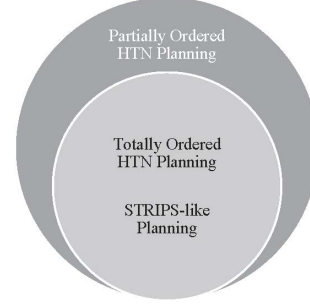 Partially Ordered
HTN Planning
Totally Ordered
HTN Planning
STRIPS-like
Planning